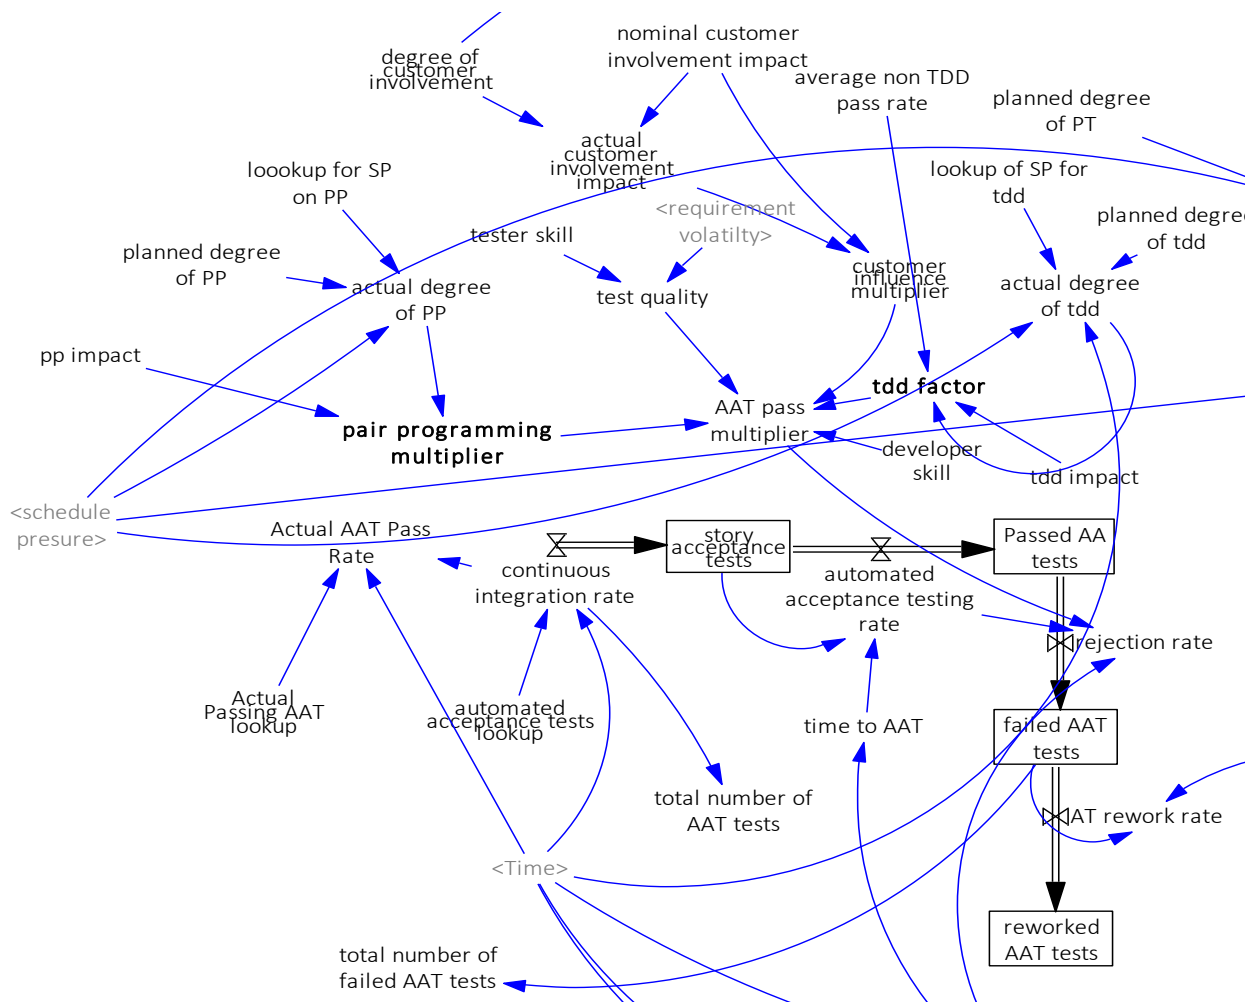 degree of
customer
involvement
nominal customer
involvement impact
average non TDD
pass rate
planned degree
of PT
actual
customer
involvement
impact
loookup for SP
on PP
lookup of SP for
tdd
<requirement
volatilty>
tester skill
planned degree
of tdd
planned degree
of PP
customer
influence
multiplier
actual degree
of PP
test quality
actual degree
of tdd
pp impact
tdd factor
AAT pass
multiplier
pair programming
multiplier
developer
skill
tdd impact
<schedule
presure>
Actual AAT Pass
Rate
story
acceptance
tests
Passed AA
tests
continuous
integration rate
automated
acceptance testing
rate
rejection rate
Actual
Passing AAT
lookup
automated
acceptance tests
lookup
time to AAT
failed AAT
tests
total number of
AAT tests
AT rework rate
<Time>
reworked
AAT tests
total number of
failed AAT tests